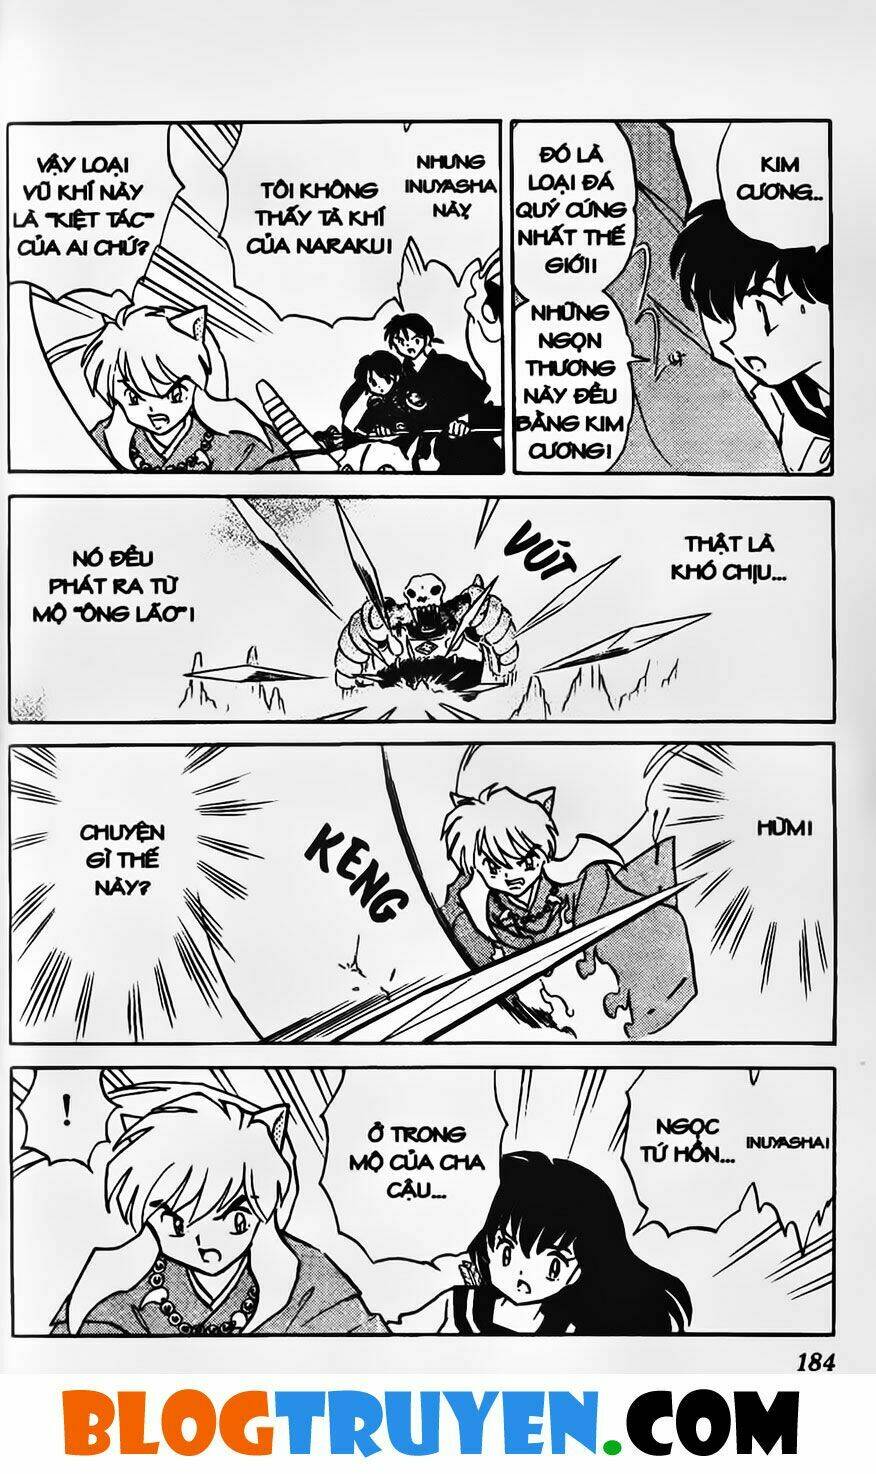 KIM
CƯƠNG...
ĐÓ LÀ
LOẠI ĐÁ
QUÝ CỨNG
NHẤT THẾ
GIỚI!
NHỮNG
NGỌN
THƯƠNG
NÀY ĐỀU
BẰNG KIM
CƯƠNG!
NHƯNG
INUYASHA
NÀY,
TÔI KHÔNG
THẤY TÀ KHÍ
CỦA NARAKU!
VẬY LOẠI
VŨ KHÍ NÀY
LÀ "KIỆT TÁC"
CỦA AI CHỨ?
THẬT LÀ
KHÓ CHỊU...
VÚT
NÓ ĐỀU
PHÁT RA TỪ
MỘ "ÔNG LÃO"!
HỪM!
KENG
CHUYỆN
GÌ THẾ
NÀY?
INUYASHA!
NGỌC
TỨ HỒN...
Ở TRONG
MỘ CỦA CHA
CẬU...
!
184
BLOGTRUYEN.COM